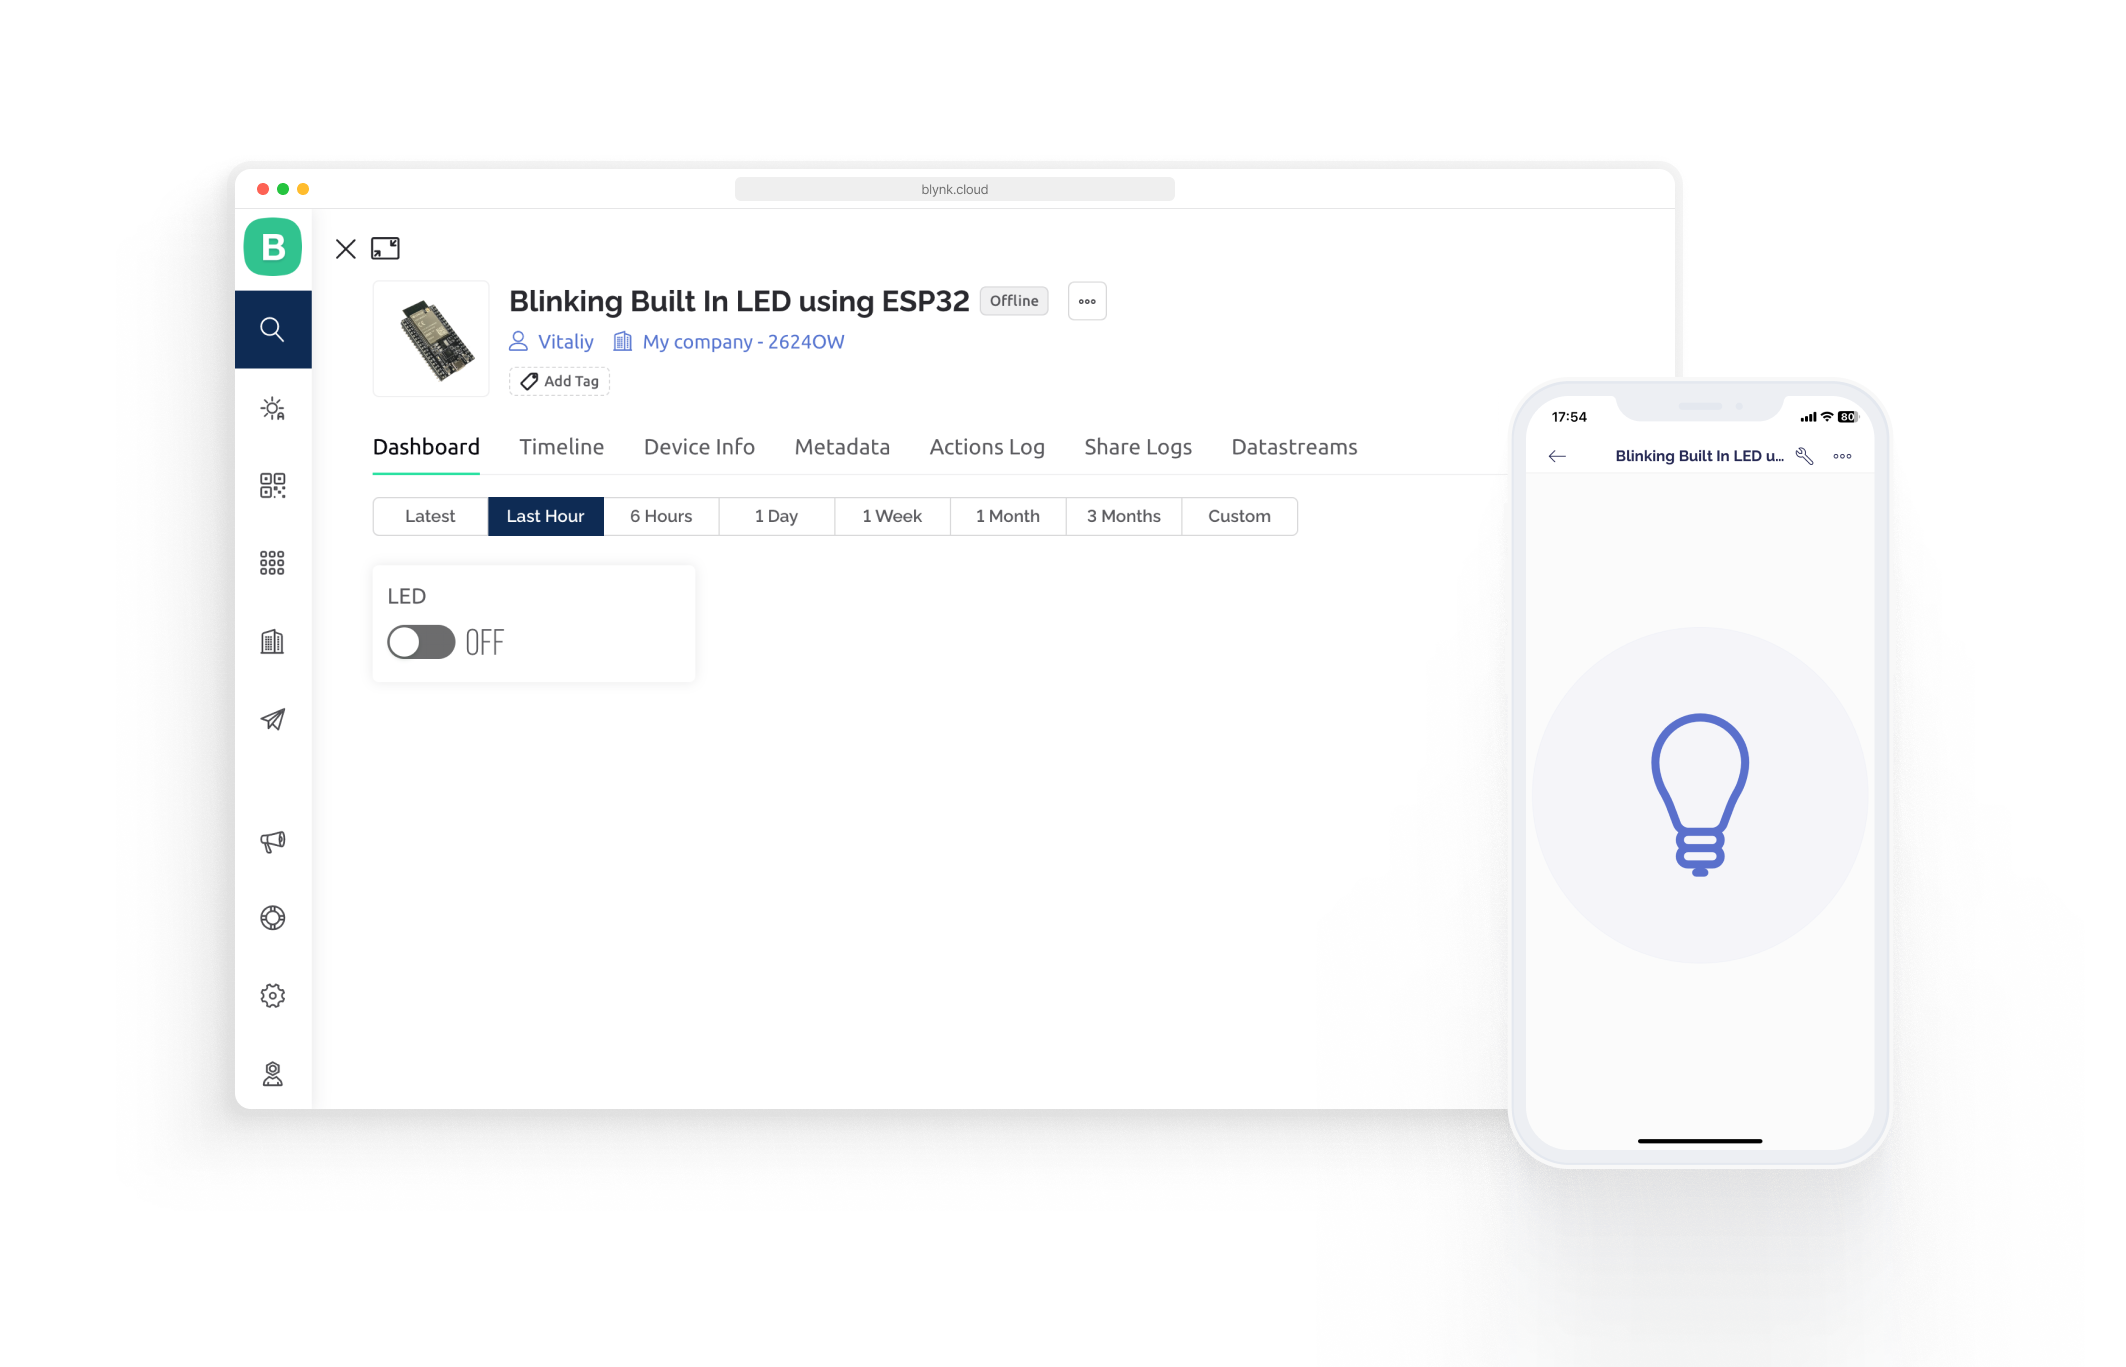 blynk.cloud
B
Blinking Built In LED using ESP32 Offline
Vitaliy My company - 2624OW
Add Tag
Dashboard Timeline Device Info Metadata Actions Log Share Logs Datastreams
Latest Last Hour 6 Hours 1 Day 1 Week 1 Month 3 Months Custom
LED
OFF
17:54 80
Blinking Built In LED u...